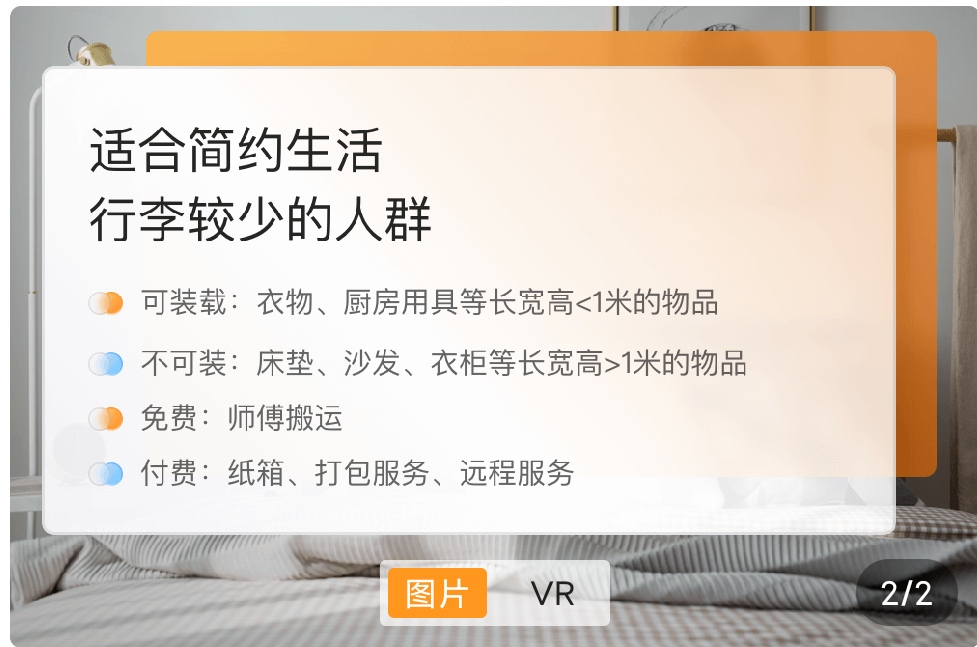 适合简约生活
行李较少的人群
可装载：衣物、厨房用具等长宽高<1米的物品
不可装：床垫、沙发、衣柜等长宽高>1米的物品
免费：师傅搬运
付费：纸箱、打包服务、远程服务
图片 VR
2/2